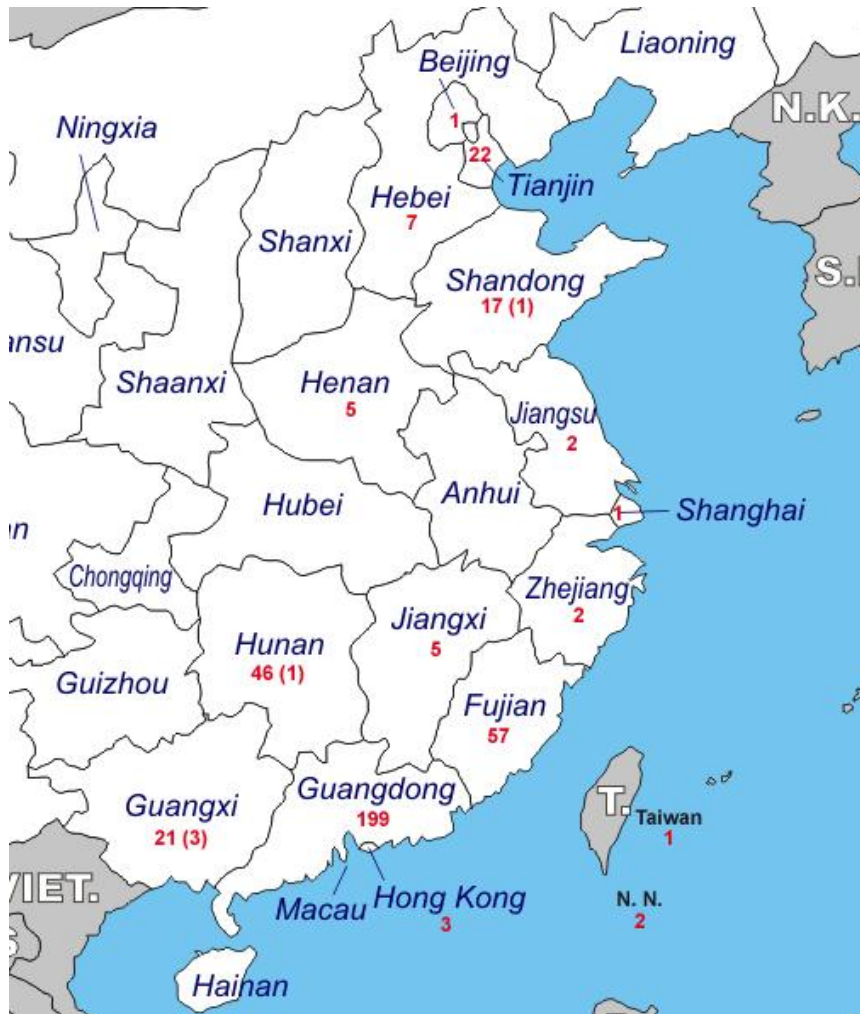 Liaoning
Beijing
N.K.
Ningxia
1
22
Tianjin
Hebei
7
Shanxi
Shandong
17 (1)
S.
ansu
Shaanxi
Henan
5
Jiangsu
2
Anhui
Hubei
1
Shanghai
n
Chongqing
Zhejiang
2
Jiangxi
5
Hunan
46 (1)
Guizhou
Fujian
57
Guangdong
199
Guangxi
21 (3)
T.
Taiwan
1
VIET.
Macau
Hong Kong
3
N. N.
2
Hainan